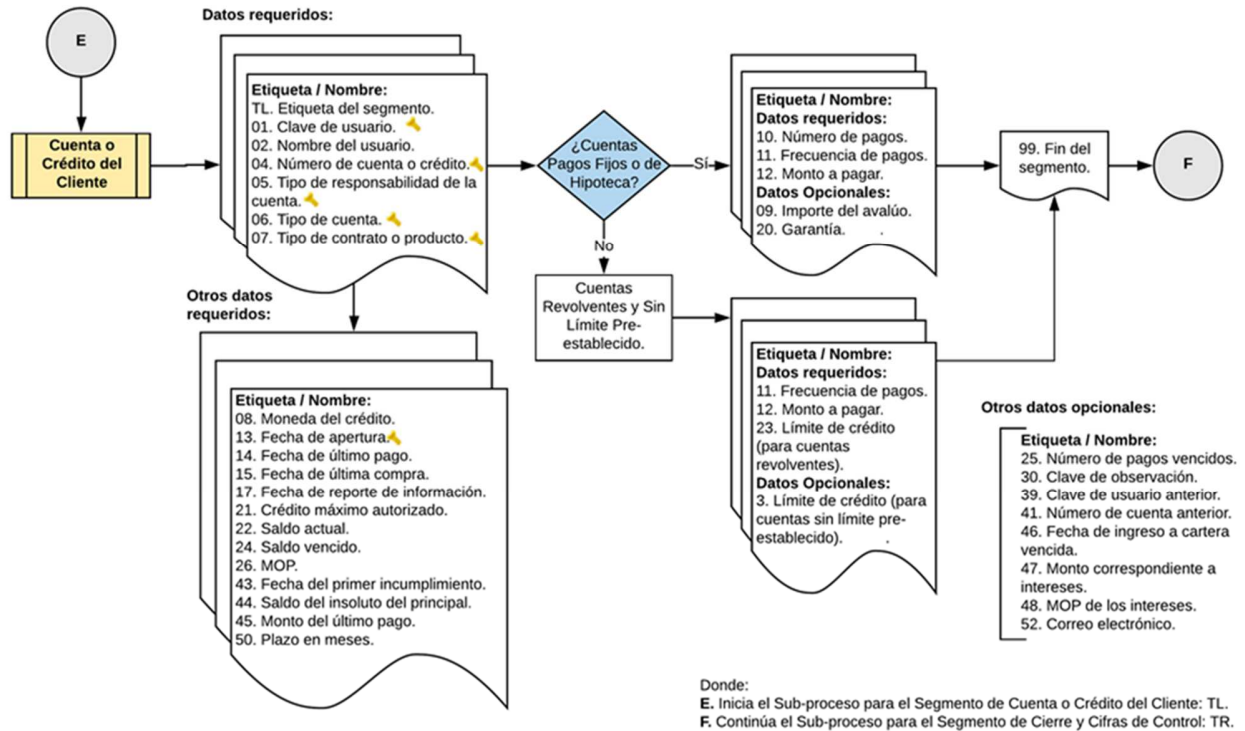 E
Cuenta o
Crédito del
Cliente
Datos requeridos:
Etiqueta / Nombre:
TL. Etiqueta del segmento.
01. Clave de usuario.
02. Nombre del usuario.
04. Número de cuenta o crédito.
05. Tipo de responsabilidad de la
cuenta.
06. Tipo de cuenta.
07. Tipo de contrato o producto.
Otros datos
requeridos:
Etiqueta / Nombre:
08. Moneda del crédito.
13. Fecha de apertura.
14. Fecha de último pago.
15. Fecha de última compra.
17. Fecha de reporte de información.
21. Crédito máximo autorizado.
22. Saldo actual.
24. Saldo vencido.
26. MOP.
43. Fecha del primer incumplimiento.
44. Saldo del insoluto del principal.
45. Monto del último pago.
50. Plazo en meses.
¿Cuentas
Pagos Fijos o de
Hipoteca?
Sí
No
Cuentas
Revolventes y Sin
Límite Pre-
establecido.
Etiqueta / Nombre:
Datos requeridos:
10. Número de pagos.
11. Frecuencia de pagos.
12. Monto a pagar.
Datos Opcionales:
09. Importe del avalúo.
20. Garantía. .
Etiqueta / Nombre:
Datos requeridos:
11. Frecuencia de pagos.
12. Monto a pagar.
23. Límite de crédito
(para cuentas
revolventes).
Datos Opcionales:
3. Límite de crédito (para
cuentas sin límite pre-
establecido). .
99. Fin del
segmento.
F
Otros datos opcionales:
Etiqueta / Nombre:
25. Número de pagos vencidos.
30. Clave de observación.
39. Clave de usuario anterior.
41. Número de cuenta anterior.
46. Fecha de ingreso a cartera
vencida.
47. Monto correspondiente a
intereses.
48. MOP de los intereses.
52. Correo electrónico.
Donde:
E. Inicia el Sub-proceso para el Segmento de Cuenta o Crédito del Cliente: TL.
F. Continúa el Sub-proceso para el Segmento de Cierre y Cifras de Control: TR.